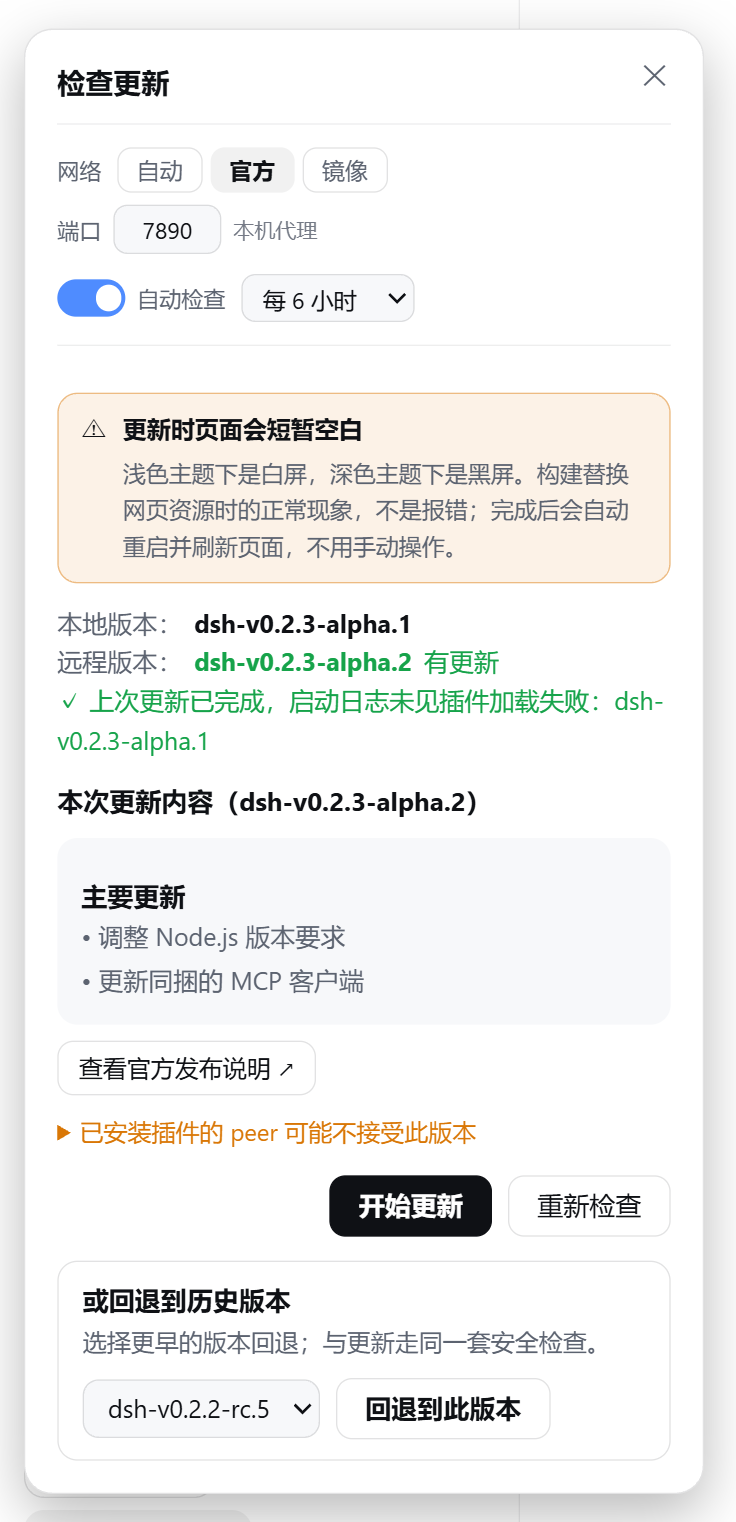 检查更新
网络 自动 官方 镜像
端口 7890 本机代理
自动检查 每 6 小时
⚠ 更新时页面会短暂空白
浅色主题下是白屏，深色主题下是黑屏。构建替换
网页资源时的正常现象，不是报错；完成后会自动
重启并刷新页面，不用手动操作。
本地版本： dsh-v0.2.3-alpha.1
远程版本： dsh-v0.2.3-alpha.2 有更新
✓ 上次更新已完成，启动日志未见插件加载失败：dsh-
v0.2.3-alpha.1
本次更新内容（dsh-v0.2.3-alpha.2）
主要更新
• 调整 Node.js 版本要求
• 更新同捆的 MCP 客户端
查看官方发布说明 ↗
▶ 已安装插件的 peer 可能不接受此版本
开始更新 重新检查
或回退到历史版本
选择更早的版本回退；与更新走同一套安全检查。
dsh-v0.2.2-rc.5 回退到此版本